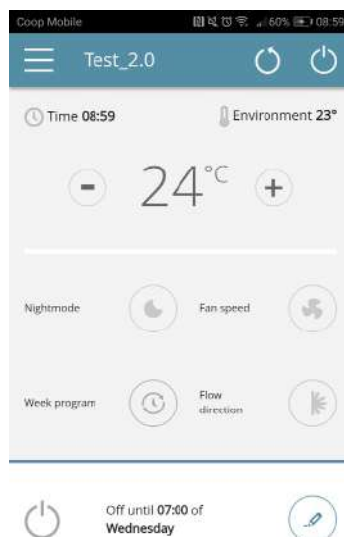 Coop Mobile 60% 08:59
Test_2.0
Time 08:59 Environment 23°
- 24°C +
Nightmode Fan speed
Week program Flow
direction
Off until 07:00 of
Wednesday